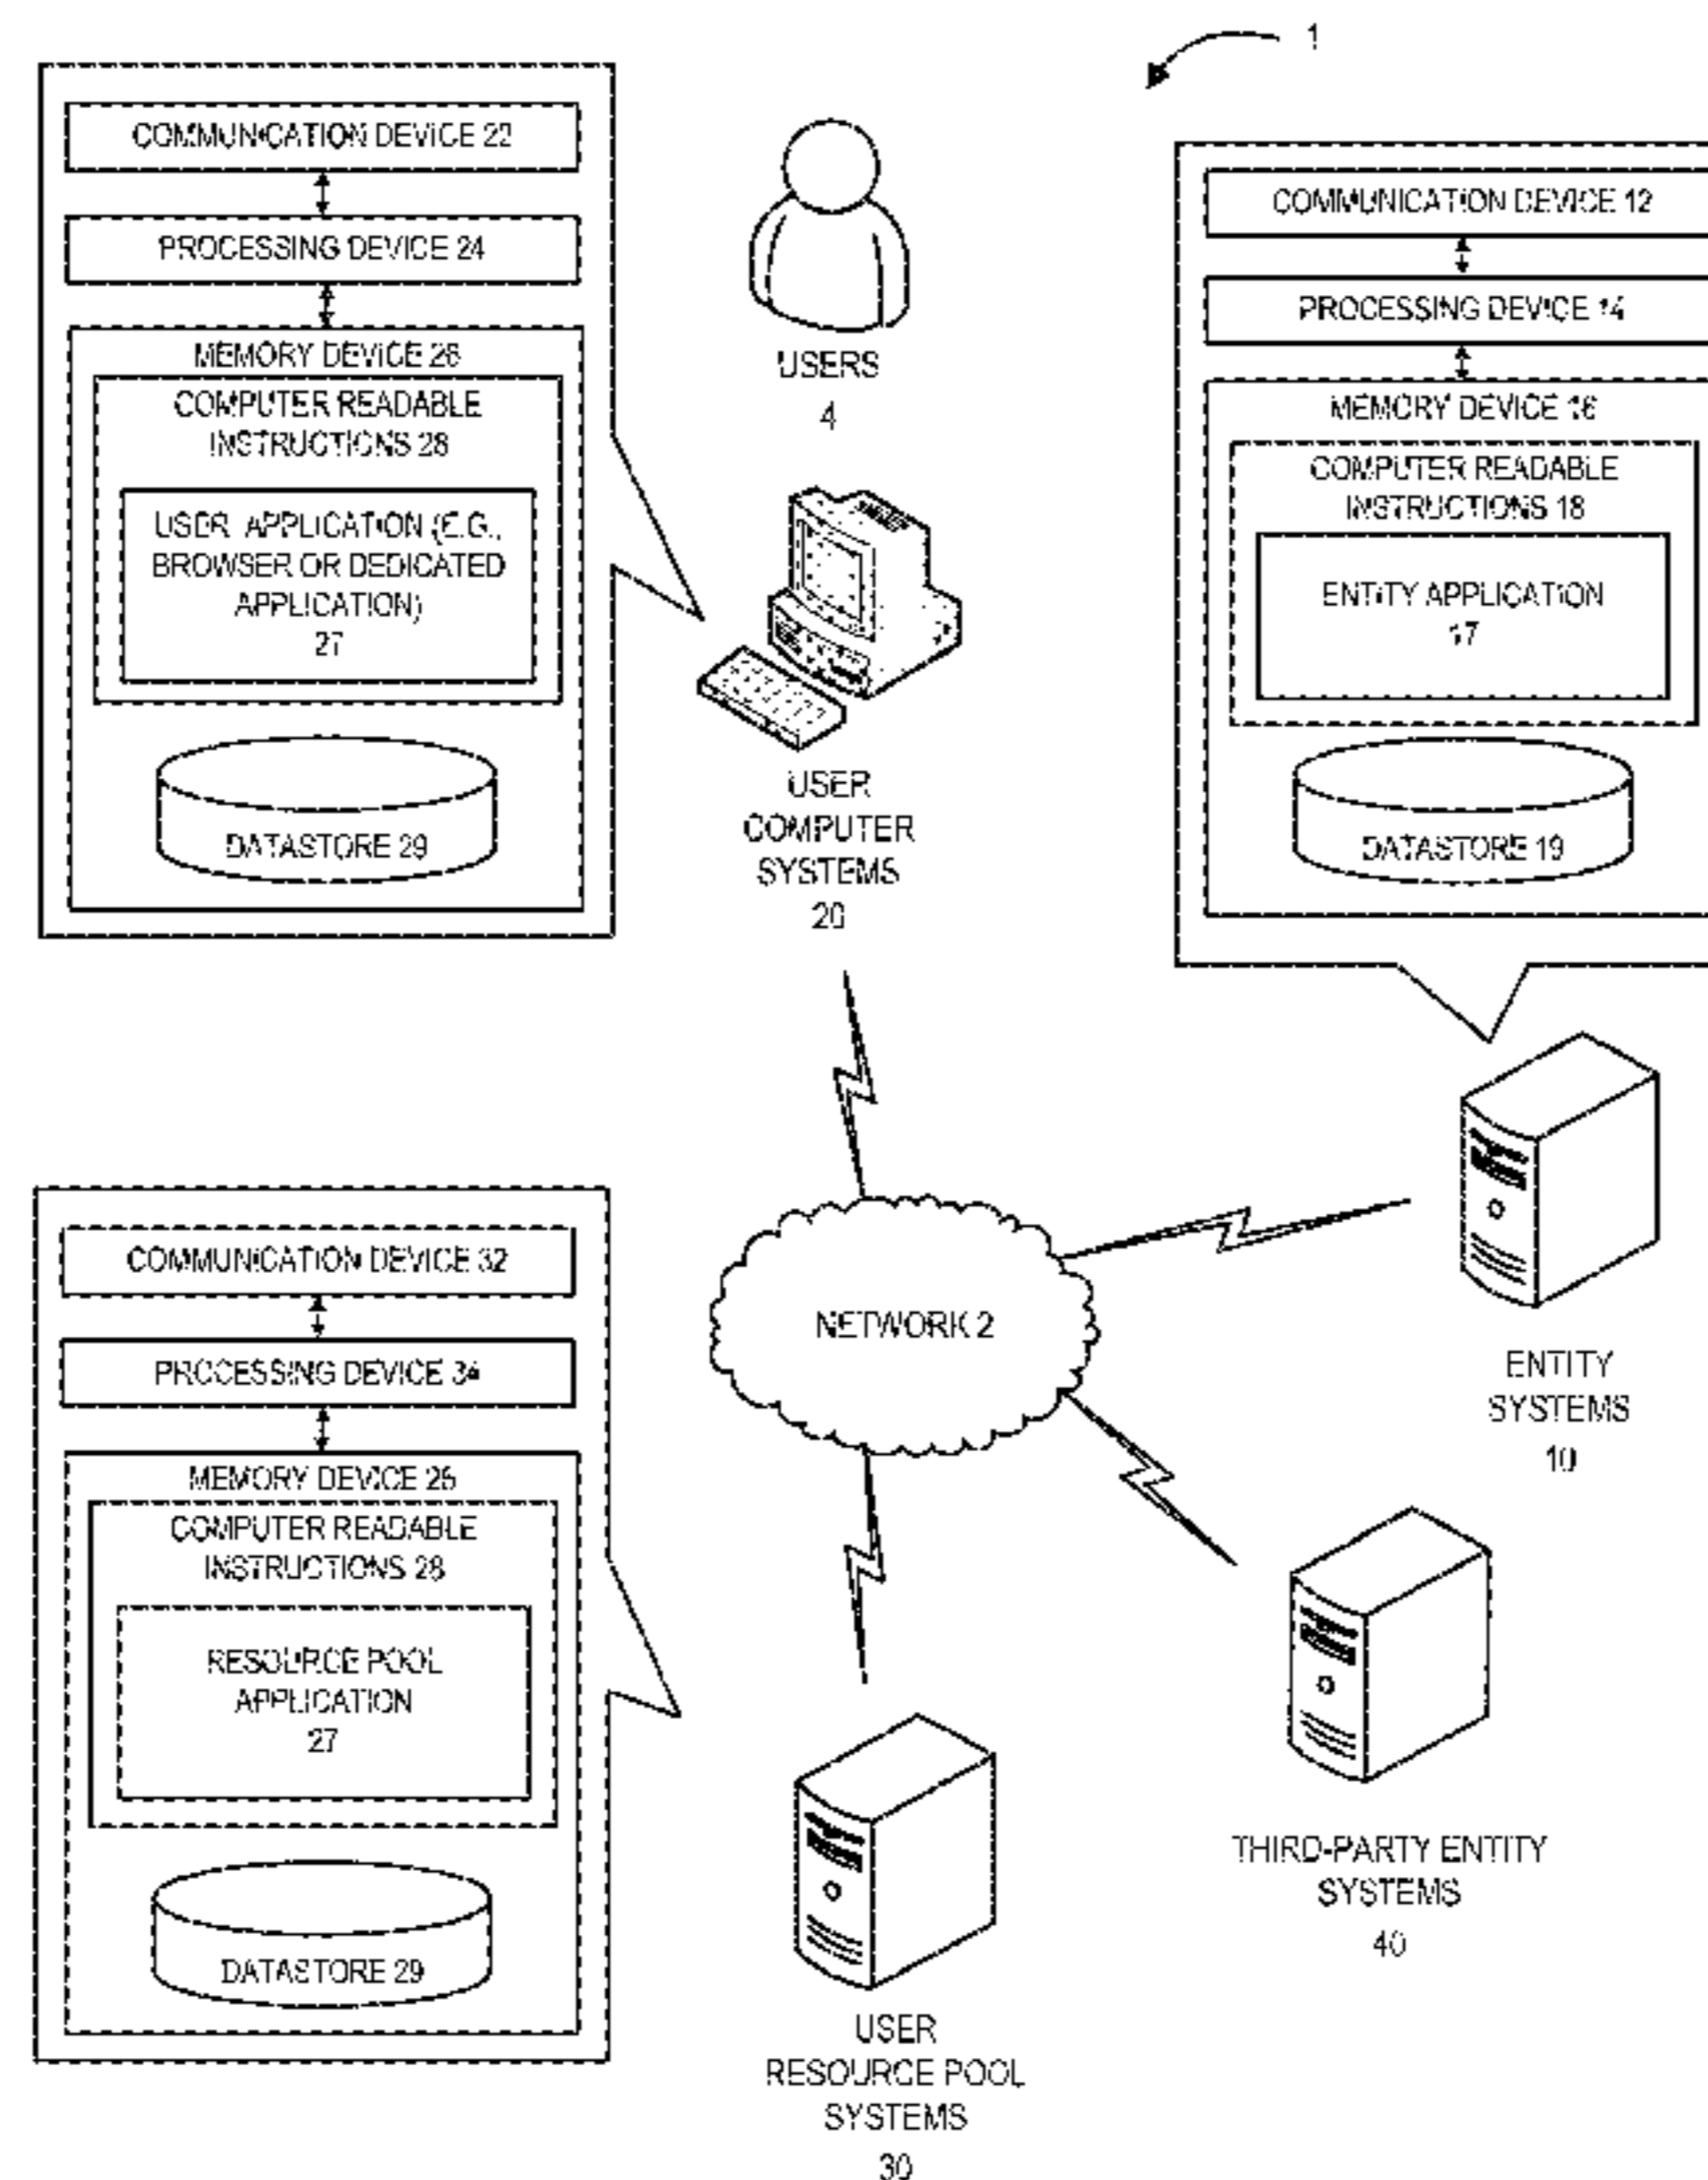 1
COMMUNICATION DEVICE 22
PROCESSING DEVICE 24
MEMORY DEVICE 26
COMPUTER READABLE
INSTRUCTIONS 28
USER APPLICATION (E.G.,
BROWSER OR DEDICATED
APPLICATION)
27
DATASTORE 29
USERS
4
USER
COMPUTER
SYSTEMS
20
COMMUNICATION DEVICE 12
PROCESSING DEVICE 14
MEMORY DEVICE 16
COMPUTER READABLE
INSTRUCTIONS 18
ENTITY APPLICATION
17
DATASTORE 19
ENTITY
SYSTEMS
10
NETWORK 2
COMMUNICATION DEVICE 32
PROCESSING DEVICE 34
MEMORY DEVICE 26
COMPUTER READABLE
INSTRUCTIONS 28
RESOURCE POOL
APPLICATION
27
DATASTORE 29
THIRD-PARTY ENTITY
SYSTEMS
40
USER
RESOURCE POOL
SYSTEMS
30